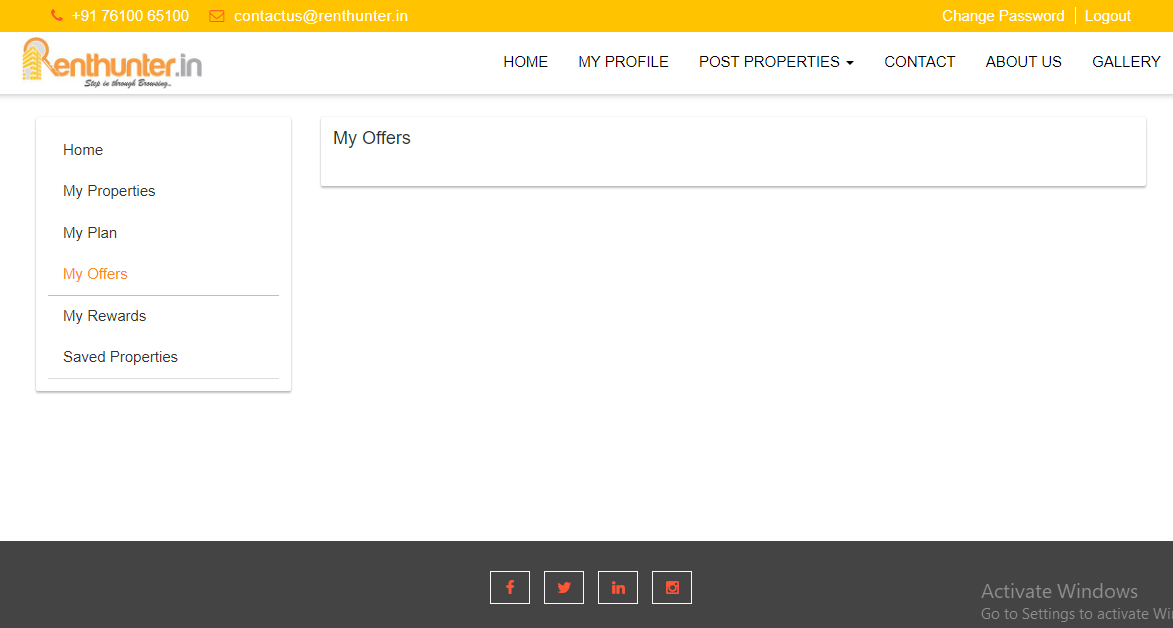 +91 76100 65100 contactus@renthunter.in Change Password Logout
Renthunter.in
Step in through Browsing..
HOME MY PROFILE POST PROPERTIES CONTACT ABOUT US GALLERY
Home
My Properties
My Plan
My Offers
My Rewards
Saved Properties
My Offers
Activate Windows
Go to Settings to activate Wi